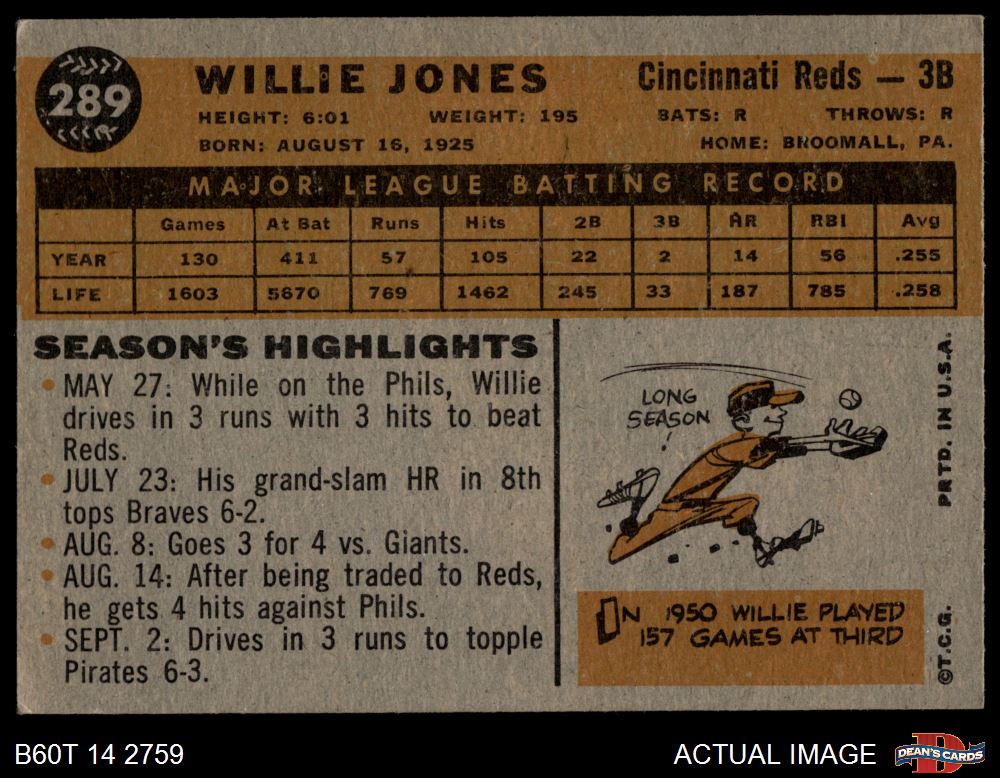 289
WILLIE JONES
Cincinnati Reds — 3B
HEIGHT: 6:01 WEIGHT: 195 BATS: R THROWS: R
BORN: AUGUST 16, 1925 HOME: BROOMALL, PA.
MAJOR LEAGUE BATTING RECORD
Games At Bat Runs Hits 2B 3B HR RBI Avg
YEAR 130 411 57 105 22 2 14 56 .255
LIFE 1603 5670 769 1462 245 33 187 785 .258
SEASON'S HIGHLIGHTS
• MAY 27: While on the Phils, Willie
drives in 3 runs with 3 hits to beat
Reds.
• JULY 23: His grand-slam HR in 8th
tops Braves 6-2.
• AUG. 8: Goes 3 for 4 vs. Giants.
• AUG. 14: After being traded to Reds,
he gets 4 hits against Phils.
• SEPT. 2: Drives in 3 runs to topple
Pirates 6-3.
LONG
SEASON
!
IN 1950 WILLIE PLAYED
157 GAMES AT THIRD
©T.C.G. PRTD. IN U.S.A.
B60T 14 2759
ACTUAL IMAGE
D
DEAN'S CARDS